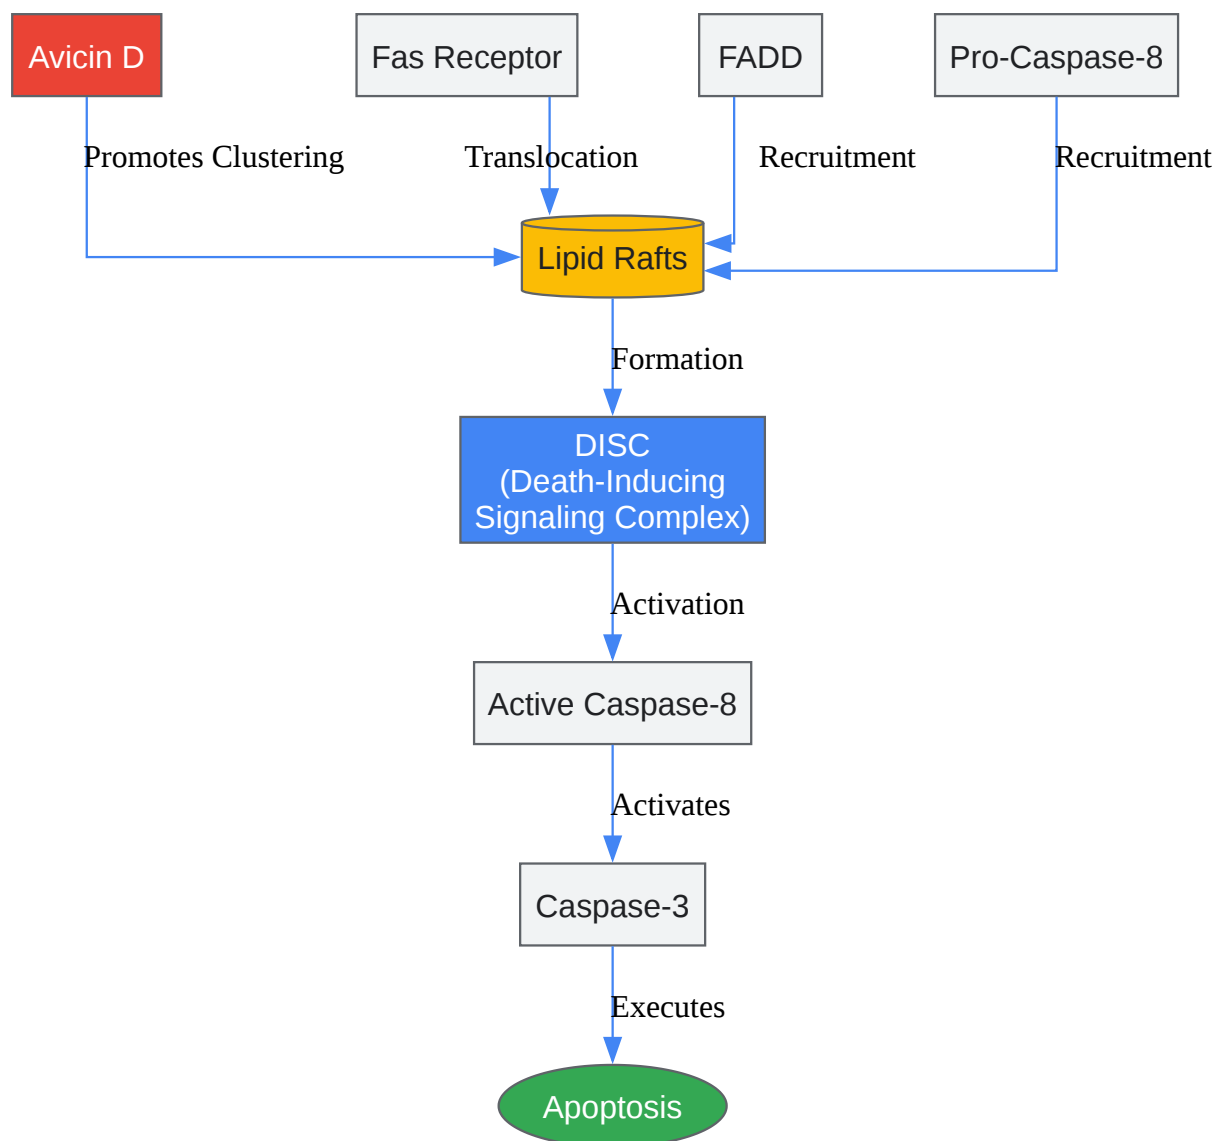 Avicin D
Fas Receptor
FADD
Pro-Caspase-8
Promotes Clustering
Translocation
Recruitment
Recruitment
Lipid Rafts
Formation
DISC
(Death-Inducing
Signaling Complex)
Activation
Active Caspase-8
Activates
Caspase-3
Executes
Apoptosis